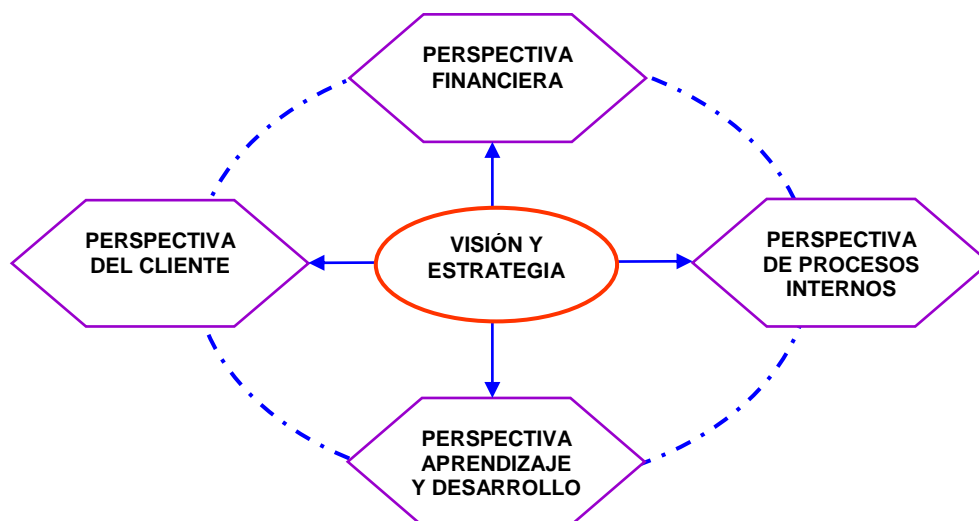 PERSPECTIVA
FINANCIERA
PERSPECTIVA
DEL CLIENTE
VISIÓN Y
ESTRATEGIA
PERSPECTIVA
DE PROCESOS
INTERNOS
PERSPECTIVA
APRENDIZAJE
Y DESARROLLO